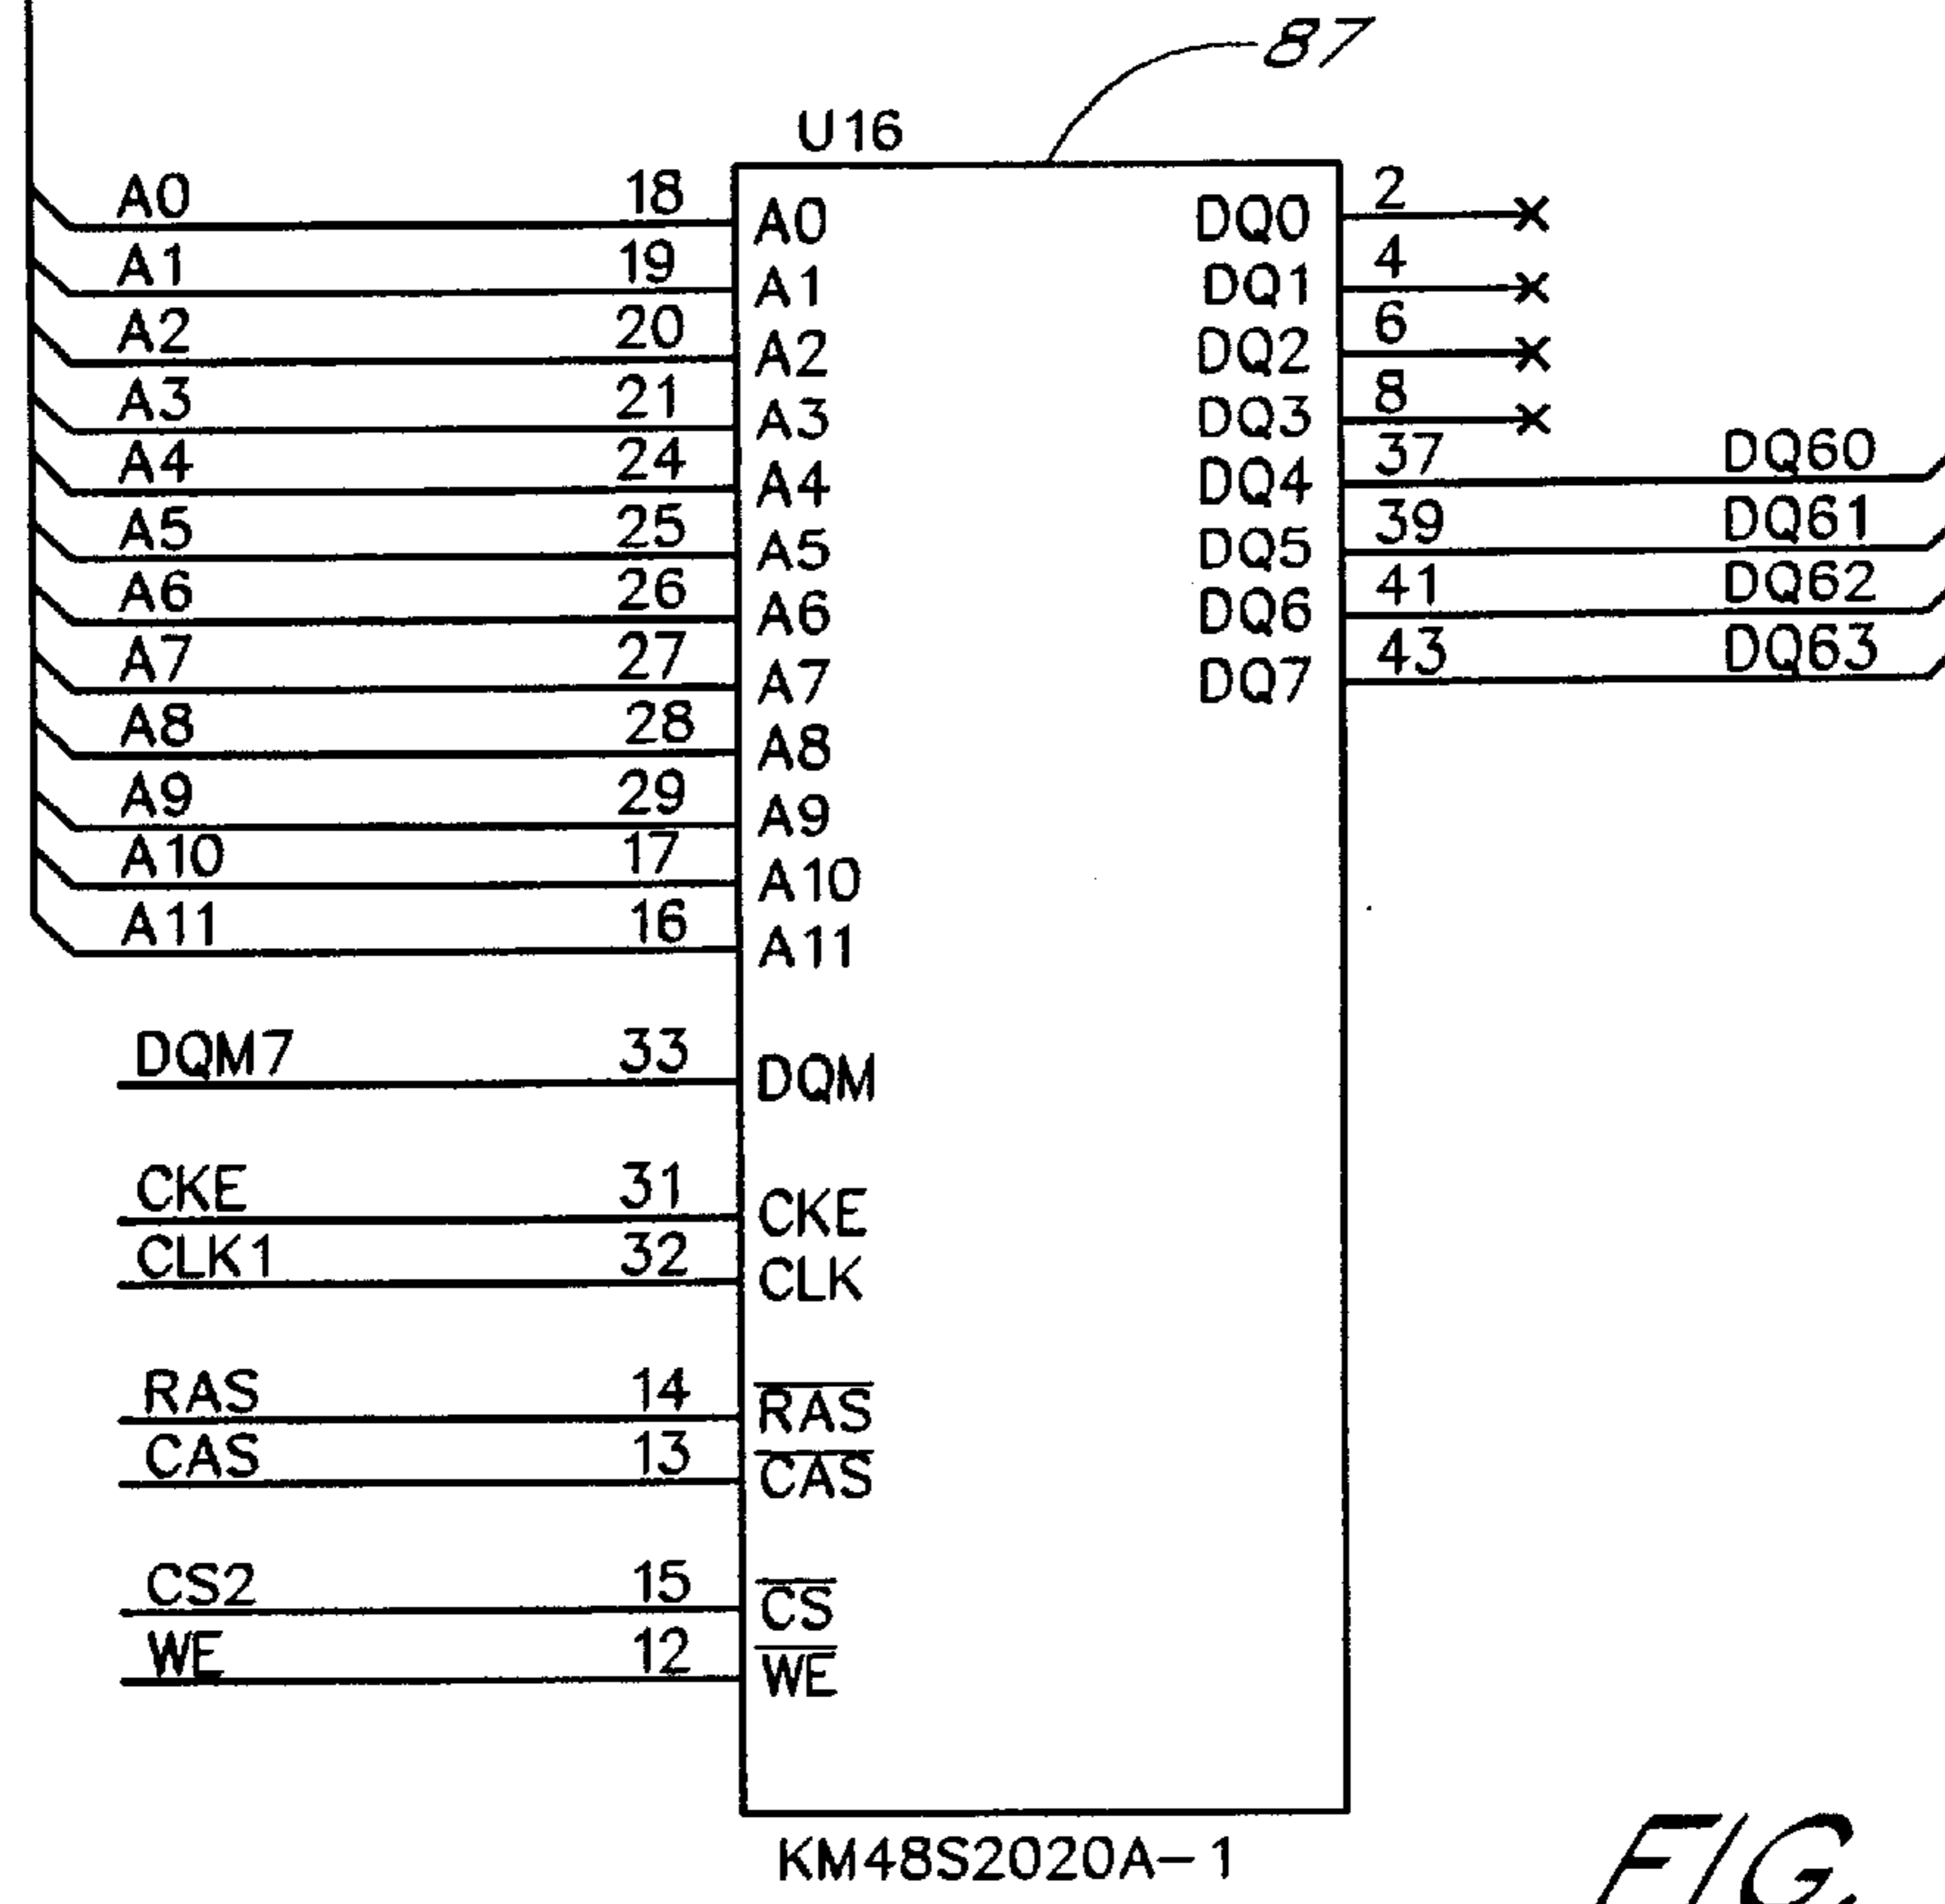 87
U16
A0 18 A0 DQ0 2
A1 19 A1 DQ1 4
A2 20 A2 DQ2 6
A3 21 A3 DQ3 8
A4 24 A4 DQ4 37 DQ60
A5 25 A5 DQ5 39 DQ61
A6 26 A6 DQ6 41 DQ62
A7 27 A7 DQ7 43 DQ63
A8 28 A8
A9 29 A9
A10 17 A10
A11 16 A11
DQM7 33 DQM
CKE 31 CKE
CLK1 32 CLK
RAS 14 R̅A̅S̅
CAS 13 C̅A̅S̅
CS2 15 C̅S̅
WE 12 W̅E̅
KM48S2020A-1
FIG.